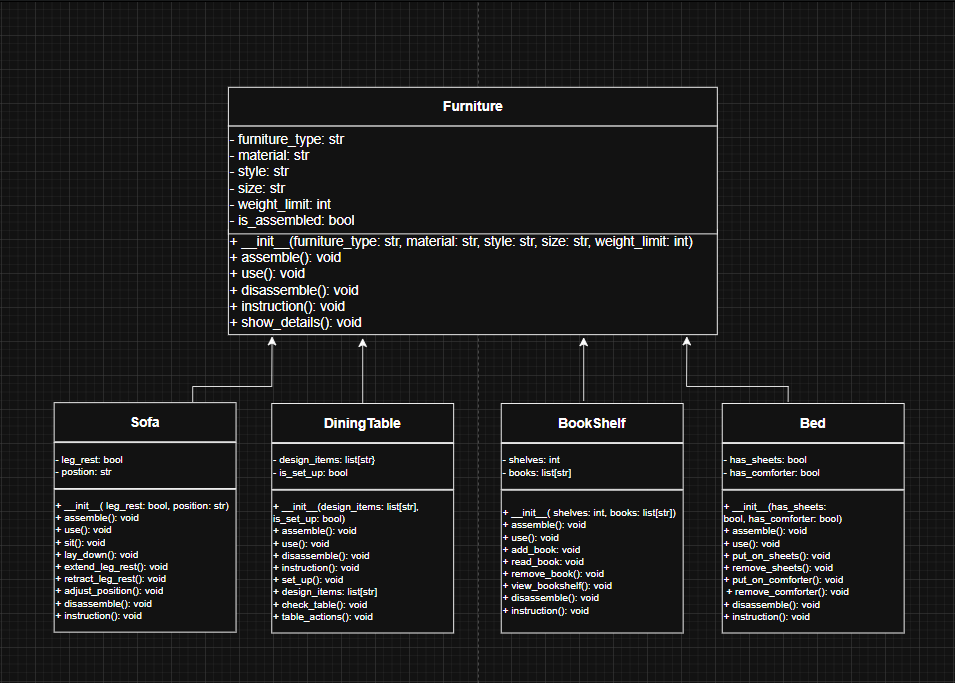 Furniture
- furniture_type: str
- material: str
- style: str
- size: str
- weight_limit: int
- is_assembled: bool
+ __init__(furniture_type: str, material: str, style: str, size: str, weight_limit: int)
+ assemble(): void
+ use(): void
+ disassemble(): void
+ instruction(): void
+ show_details(): void
Sofa
- leg_rest: bool
- postion: str
+ __init__( leg_rest: bool, position: str)
+ assemble(): void
+ use(): void
+ sit(): void
+ lay_down(): void
+ extend_leg_rest(): void
+ retract_leg_rest(): void
+ adjust_position(): void
+ disassemble(): void
+ instruction(): void
DiningTable
- design_items: list[str}
- is_set_up: bool
+ __init__(design_items: list[str],
is_set_up: bool)
+ assemble(): void
+ use(): void
+ disassemble(): void
+ instruction(): void
+ set_up(): void
+ design_items: list[str]
+ check_table(): void
+ table_actions(): void
BookShelf
- shelves: int
- books: list[str]
+ __init__( shelves: int, books: list[str])
+ assemble(): void
+ use(): void
+ add_book: void
+ read_book: void
+ remove_book(): void
+ view_bookshelf(): void
+ disassemble(): void
+ instruction(): void
Bed
- has_sheets: bool
- has_comforter: bool
+ __init__(has_sheets:
bool, has_comforter: bool)
+ assemble(): void
+ use(): void
+ put_on_sheets(): void
+ remove_sheets(): void
+ put_on_comforter(): void
+ remove_comforter(): void
+ disassemble(): void
+ instruction(): void